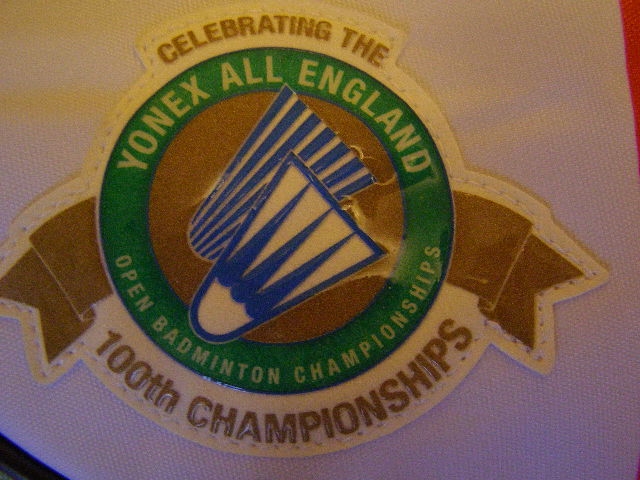 CELEBRATING THE
YONEX ALL ENGLAND
OPEN BADMINTON CHAMPIONSHIPS
100th CHAMPIONSHIPS